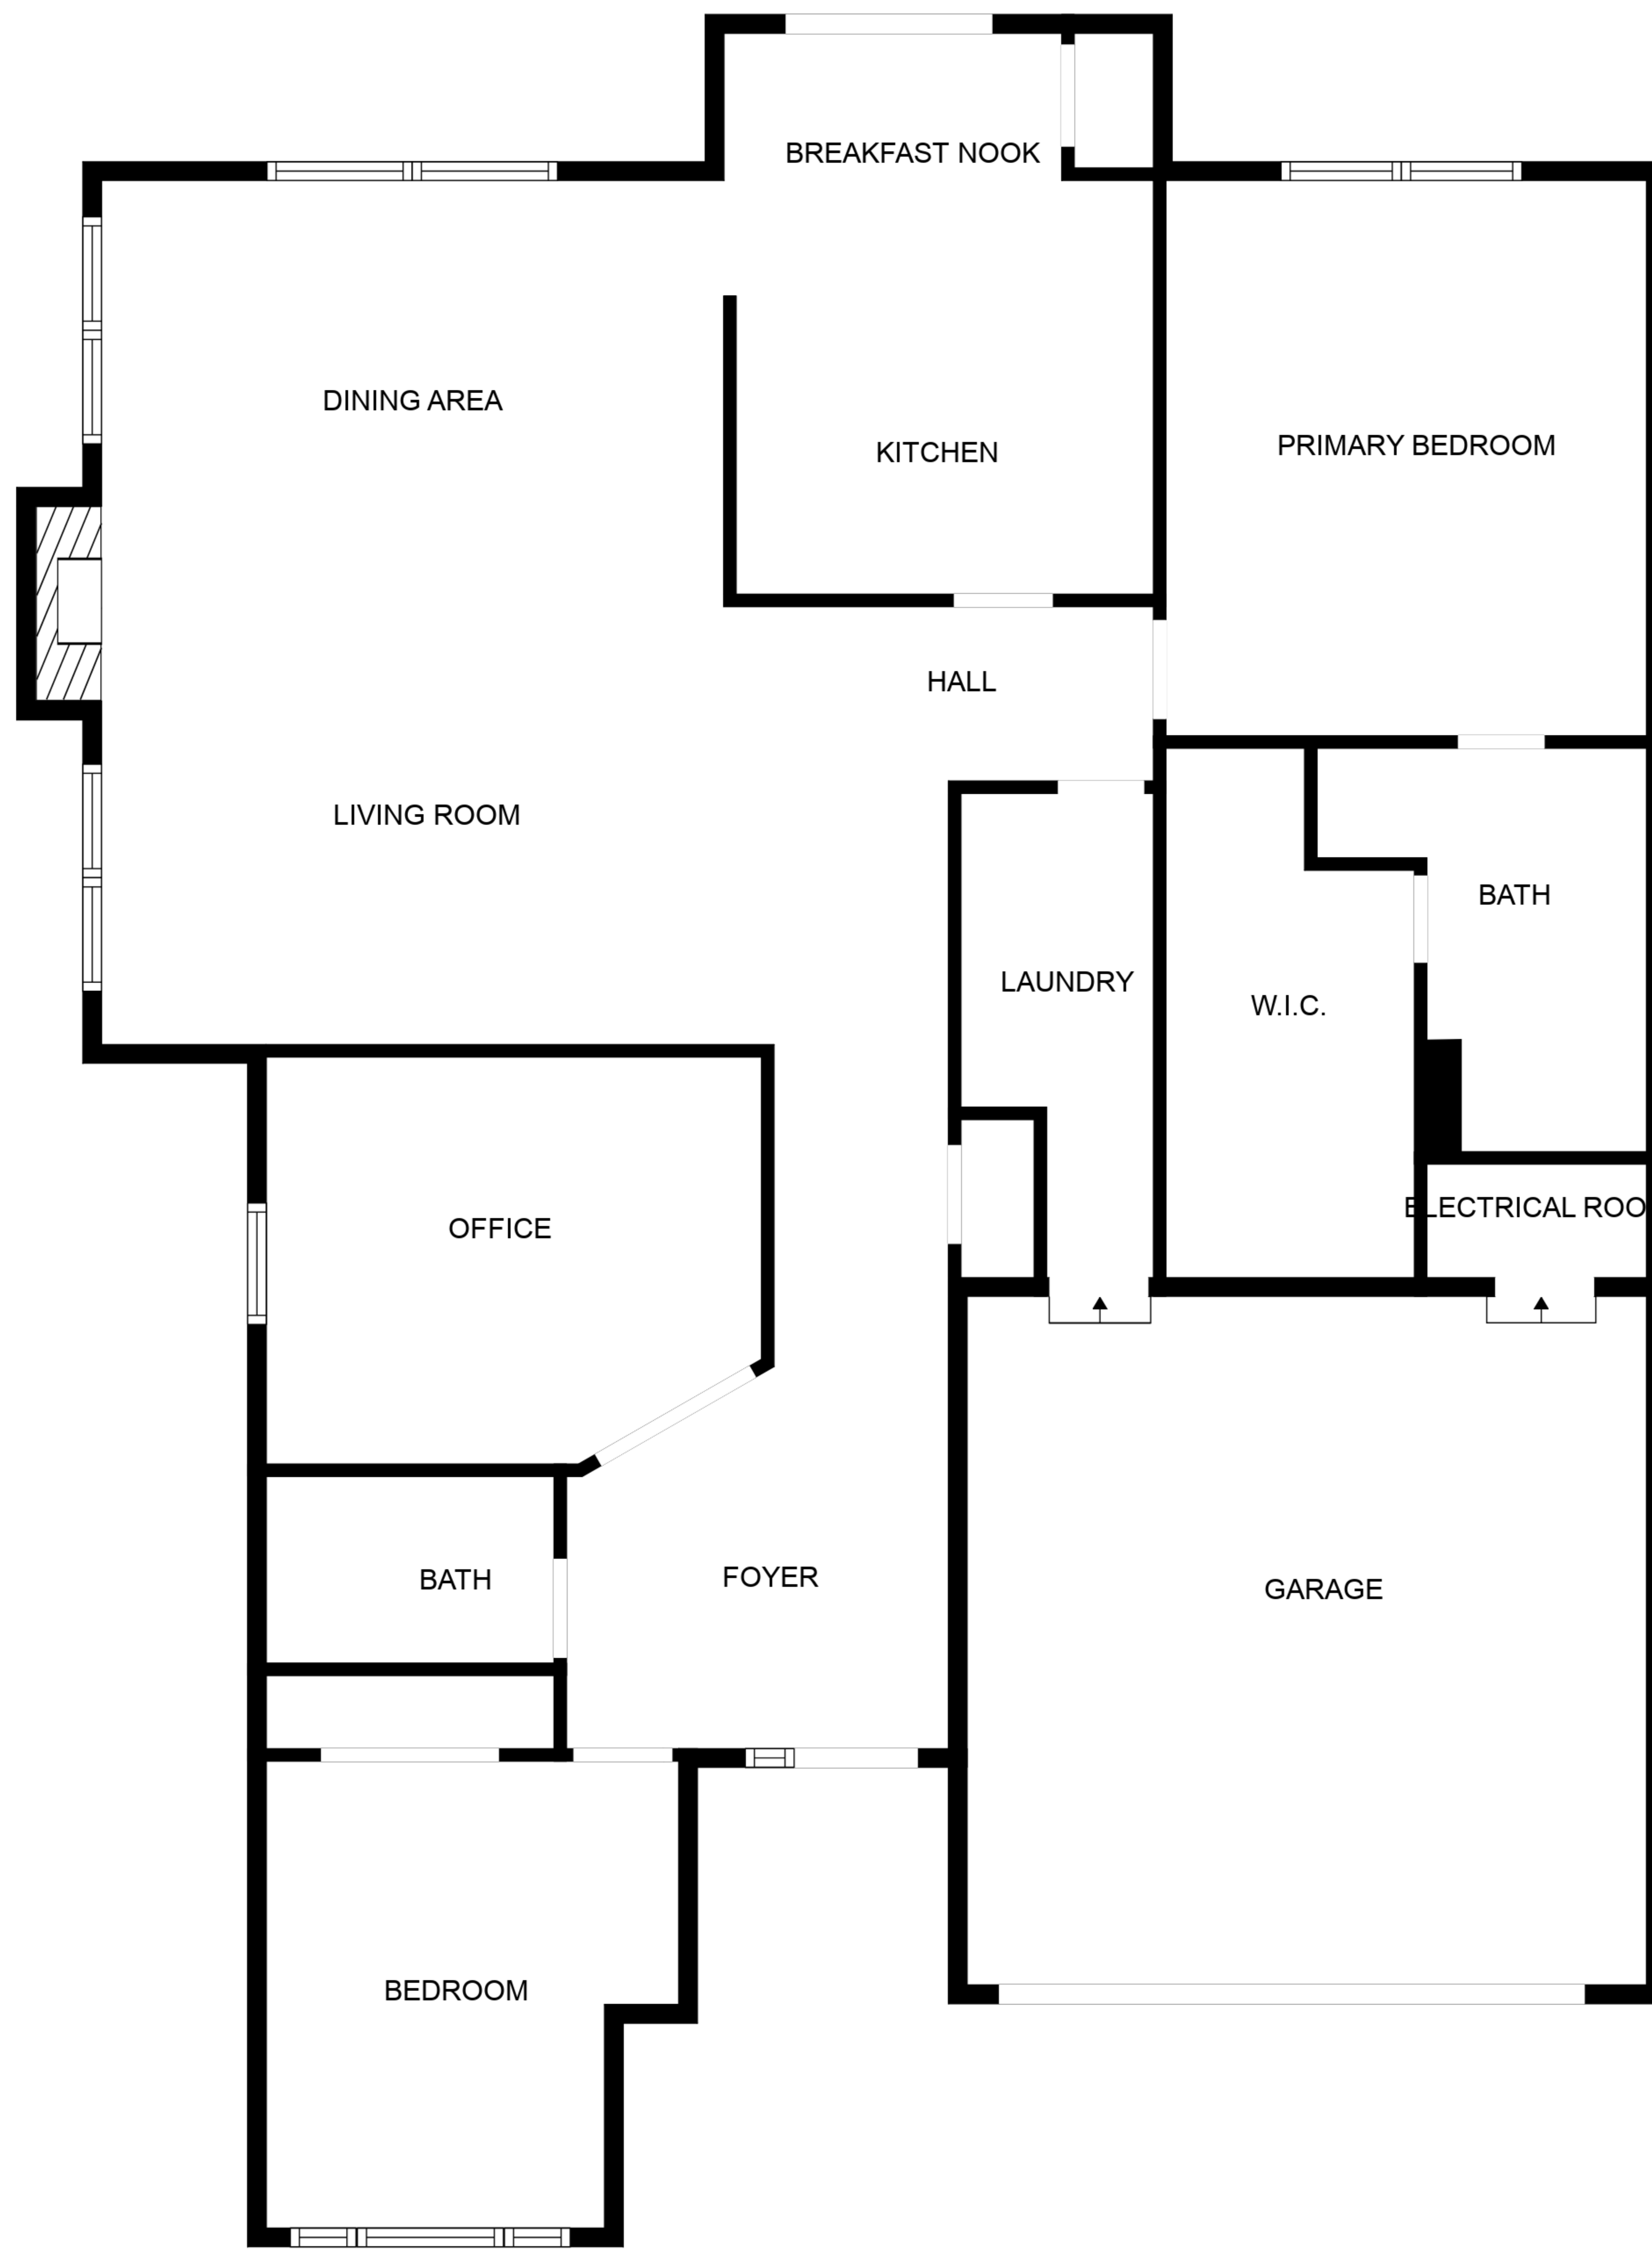 BREAKFAST NOOK
DINING AREA
KITCHEN
PRIMARY BEDROOM
HALL
LIVING ROOM
BATH
LAUNDRY
W.I.C.
ELECTRICAL ROO
OFFICE
BATH
FOYER
GARAGE
BEDROOM